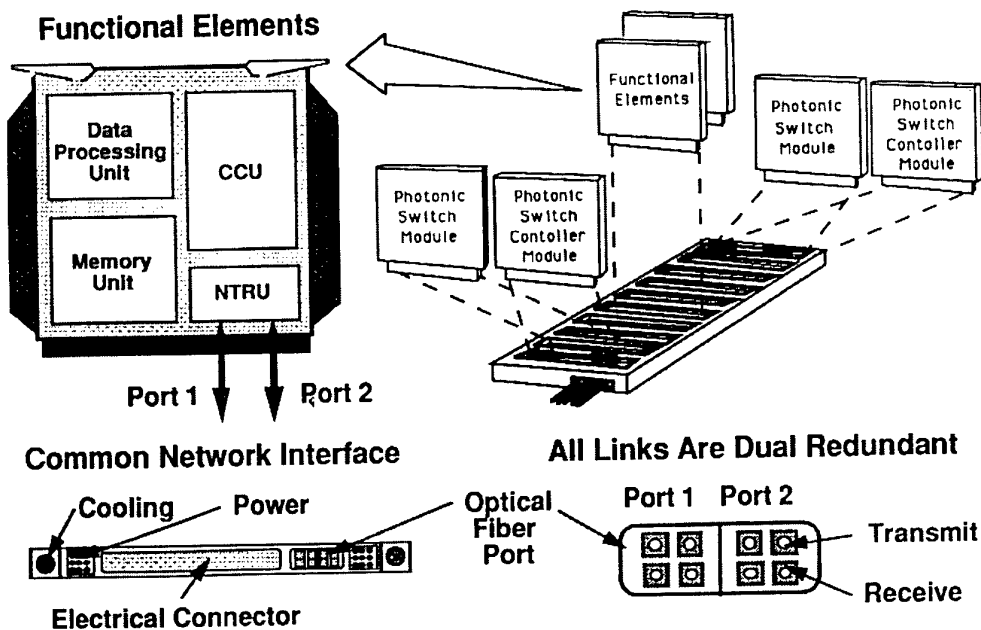 Functional Elements
Data
Processing
Unit
CCU
Memory
Unit
NTRU
Port 1
Port 2
Functional
Elements
Photonic
Switch
Module
Photonic
Switch
Contoller
Module
Photonic
Switch
Module
Photonic
Switch
Contoller
Module
Common Network Interface
Cooling
Power
Optical
Fiber
Port
Electrical Connector
All Links Are Dual Redundant
Port 1 Port 2
Transmit
Receive